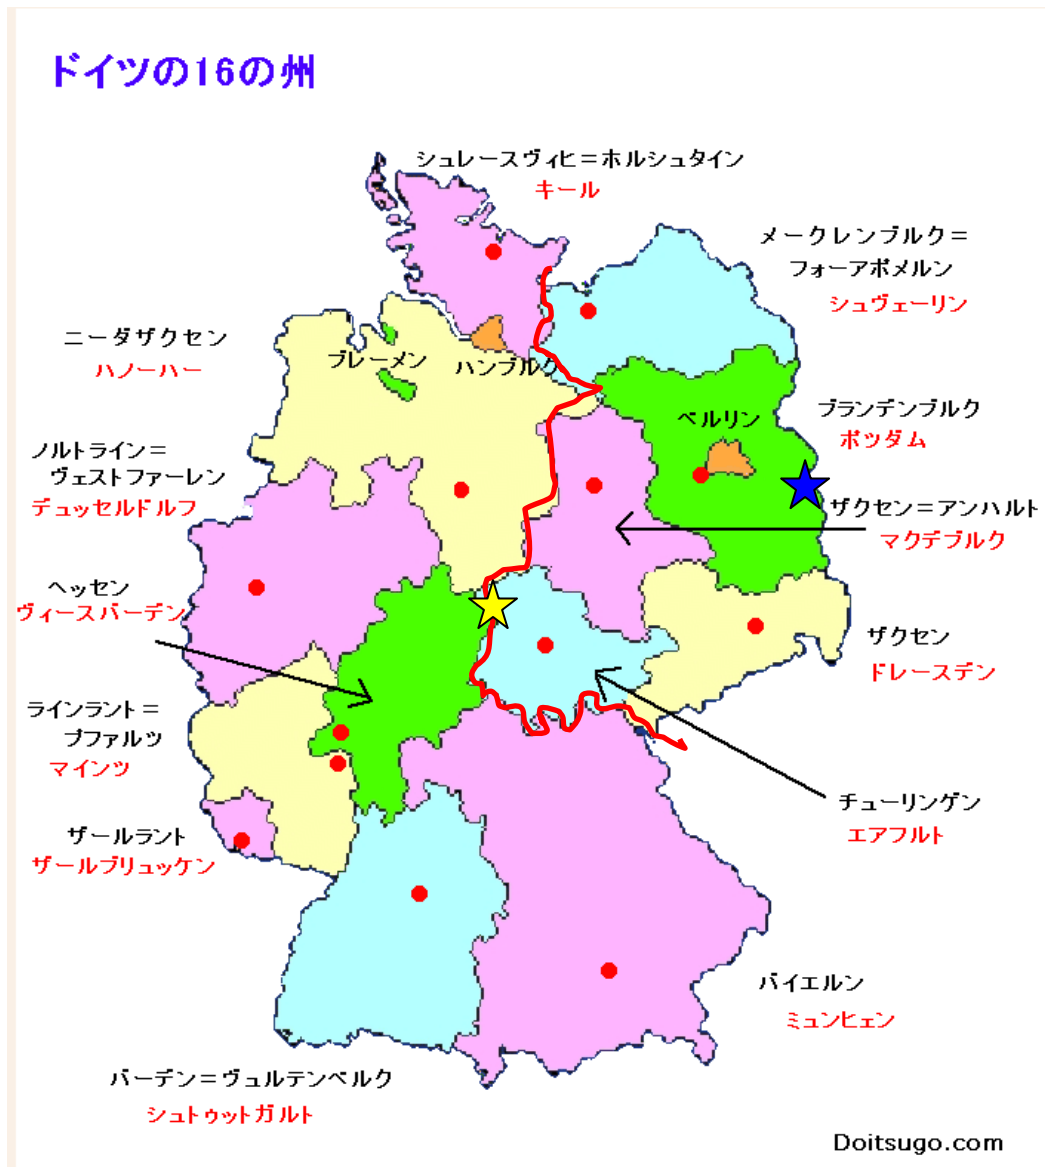 ドイツの16の州
シュレースヴィヒ＝ホルシュタイン
キール
メークレンブルク＝
フォーアポメルン
シュヴェーリン
ニーダザクセン
ハノーハー
ブレーメン
ハンブルク
ブランデンブルク
ポツダム
ベルリン
ノルトライン＝
ヴェストファーレン
デュッセルドルフ
ザクセン＝アンハルト
マクデブルク
ヘッセン
ヴィースバーデン
ザクセン
ドレースデン
ラインラント＝
プファルツ
マインツ
チューリンゲン
エアフルト
ザールラント
ザールブリュッケン
バイエルン
ミュンヒェン
バーデン＝ヴュルテンベルク
シュトゥットガルト
Doitsugo.com